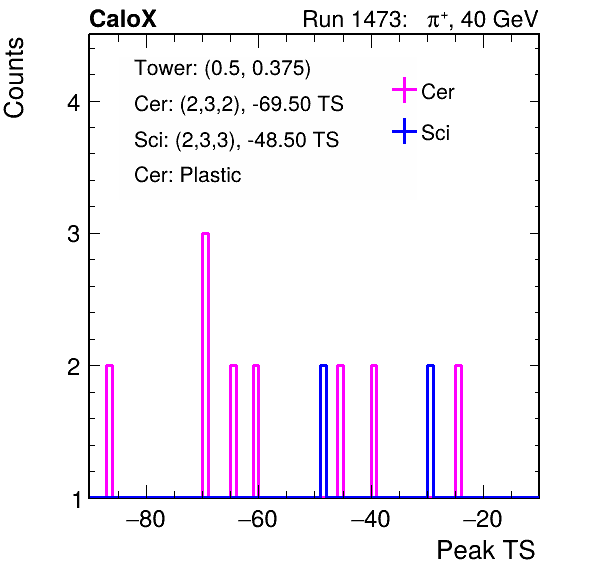 CaloX Run 1473: π⁺, 40 GeV
Counts
Tower: (0.5, 0.375)
Cer: (2,3,2), -69.50 TS
Sci: (2,3,3), -48.50 TS
Cer: Plastic
Cer
Sci
4
3
2
1
−80 −60 −40 −20
Peak TS